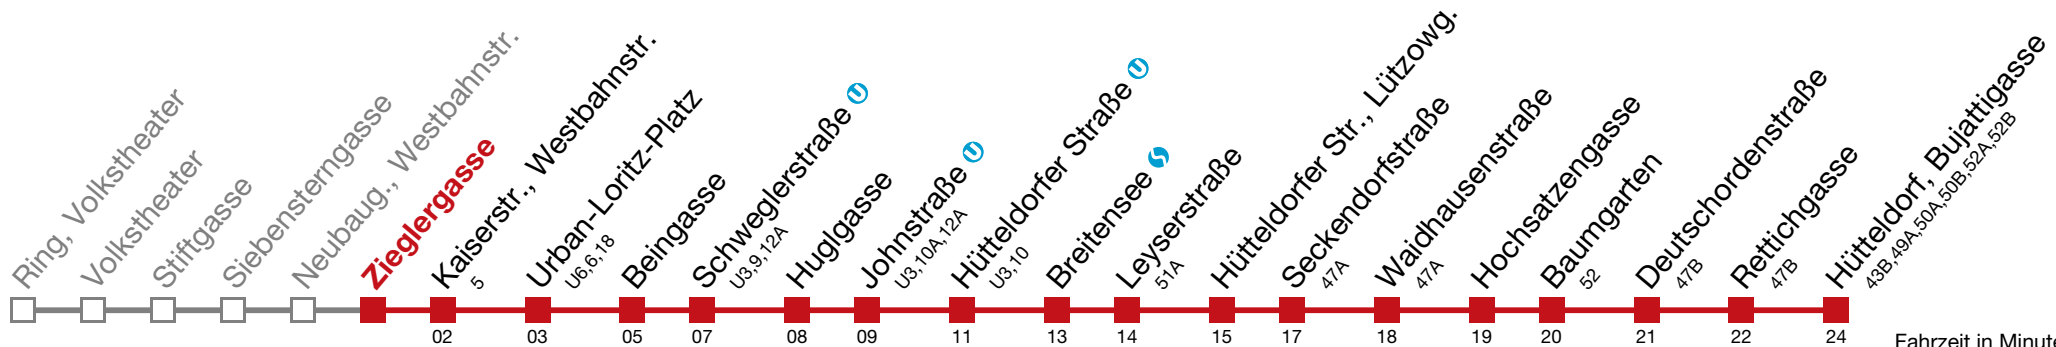 Ring, Volkstheater
Volkstheater
Stiftgasse
Siebensterngasse
Neubaug., Westbahnstr.
Zieglergasse
Kaiserstr., Westbahnstr.
5
02
Urban-Loritz-Platz
U6,6,18
03
Beingasse
05
Schweglerstraße U
U3,9,12A
07
Huglgasse
08
Johnstraße U
U3,10A,12A
09
Hütteldorfer Straße U
U3,10
11
Breitensee S
13
Leyserstraße
51A
14
Hütteldorfer Str., Lützowg.
15
Seckendorfstraße
47A
17
Waidhausenstraße
47A
18
Hochsatzengasse
19
Baumgarten
52
20
Deutschordenstraße
47B
21
Rettichgasse
47B
22
Hütteldorf, Bujattigasse
43B,49A,50A,50B,52A,52B
24
Fahrzeit in Minute